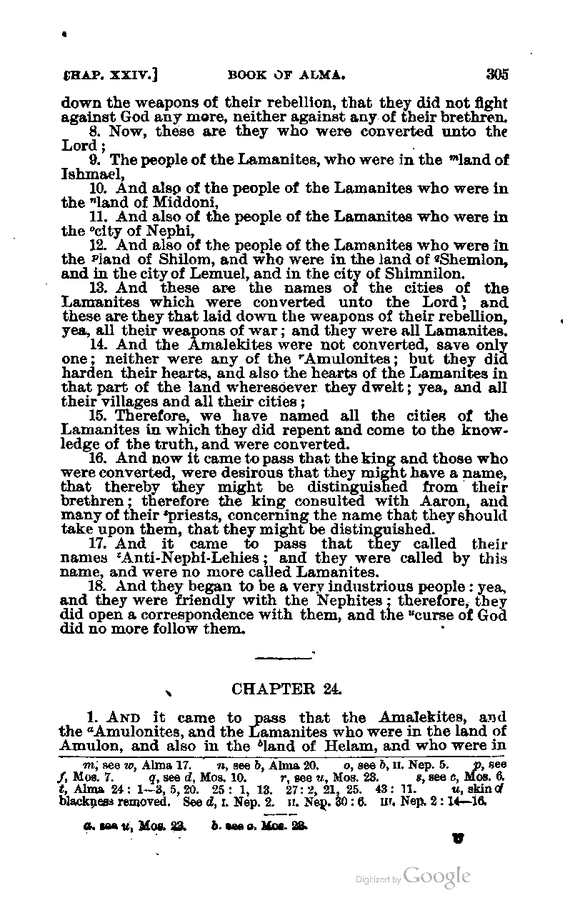 [CHAP. XXIV.] BOOK OF ALMA. 305
down the weapons of their rebellion, that they did not fight
against God any more, neither against any of their brethren.
8. Now, these are they who were converted unto the
Lord;
9. The people of the Lamanites, who were in the ᵐland of
Ishmael,
10. And also of the people of the Lamanites who were in
the ⁿland of Middoni,
11. And also of the people of the Lamanites who were in
the ᵒcity of Nephi,
12. And also of the people of the Lamanites who were in
the ᵖland of Shilom, and who were in the land of qShemlon,
and in the city of Lemuel, and in the city of Shimnilon.
13. And these are the names of the cities of the
Lamanites which were converted unto the Lord; and
these are they that laid down the weapons of their rebellion,
yea, all their weapons of war; and they were all Lamanites.
14. And the Amalekites were not converted, save only
one; neither were any of the ʳAmulonites; but they did
harden their hearts, and also the hearts of the Lamanites in
that part of the land wheresoever they dwelt; yea, and all
their villages and all their cities;
15. Therefore, we have named all the cities of the
Lamanites in which they did repent and come to the know-
ledge of the truth, and were converted.
16. And now it came to pass that the king and those who
were converted, were desirous that they might have a name,
that thereby they might be distinguished from their
brethren; therefore the king consulted with Aaron, and
many of their ˢpriests, concerning the name that they should
take upon them, that they might be distinguished.
17. And it came to pass that they called their
names ᵗAnti-Nephi-Lehies; and they were called by this
name, and were no more called Lamanites.
18. And they began to be a very industrious people: yea,
and they were friendly with the Nephites; therefore, they
did open a correspondence with them, and the ᵘcurse of God
did no more follow them.
CHAPTER 24.
1. AND it came to pass that the Amalekites, and
the ᵃAmulonites, and the Lamanites who were in the land of
Amulon, and also in the ᵇland of Helam, and who were in
m, see w, Alma 17. n, see b, Alma 20. o, see b, II. Nep. 5. p, see
f, Mos. 7. q, see d, Mos. 10. r, see u, Mos. 23. s, see c, Mos. 6.
t, Alma 24: 1—3, 5, 20. 25: 1, 13. 27: 2, 21, 25. 43: 11. u, skin of
blackness removed. See d, I. Nep. 2. II. Nep. 30: 6. III. Nep. 2: 14—16.
a. see u, Mos. 23. b. see o. Mos. 23.
U
Digitized by Google